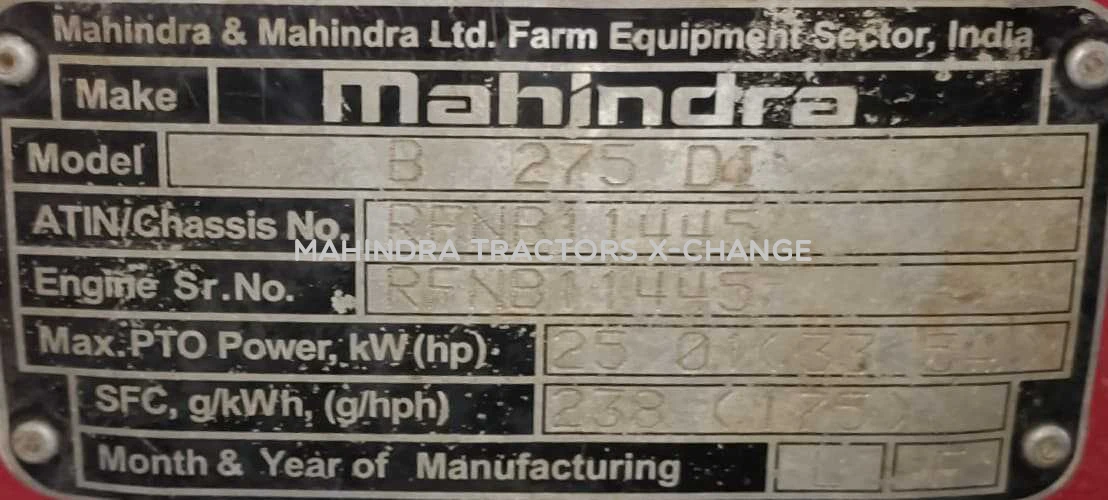 Mahindra & Mahindra Ltd. Farm Equipment Sector, India
Make mahindra
Model B 275 DI
ATIN/Chassis No.
MAHINDRA TRACTORS X-CHANGE
Engine Sr.No. RFNB11445
Max.PTO Power, kW(hp)
SFC, g/kWh, (g/hph) 238 (175)
Month & Year of Manufacturing